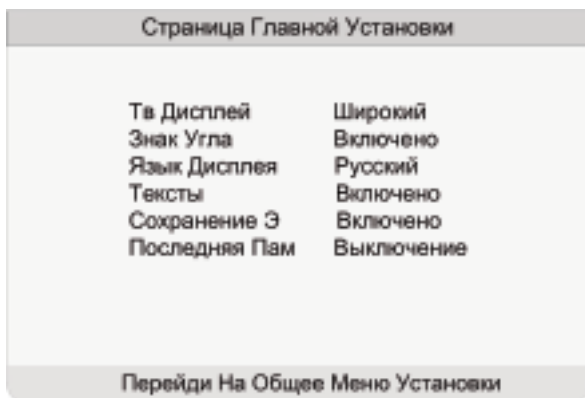 Страница Главной Установки
Тв Дисплей Широкий
Знак Угла Включено
Язык Дисплея Русский
Тексты Включено
Сохранение Э Включено
Последняя Пам Выключение
Перейди На Общее Меню Установки